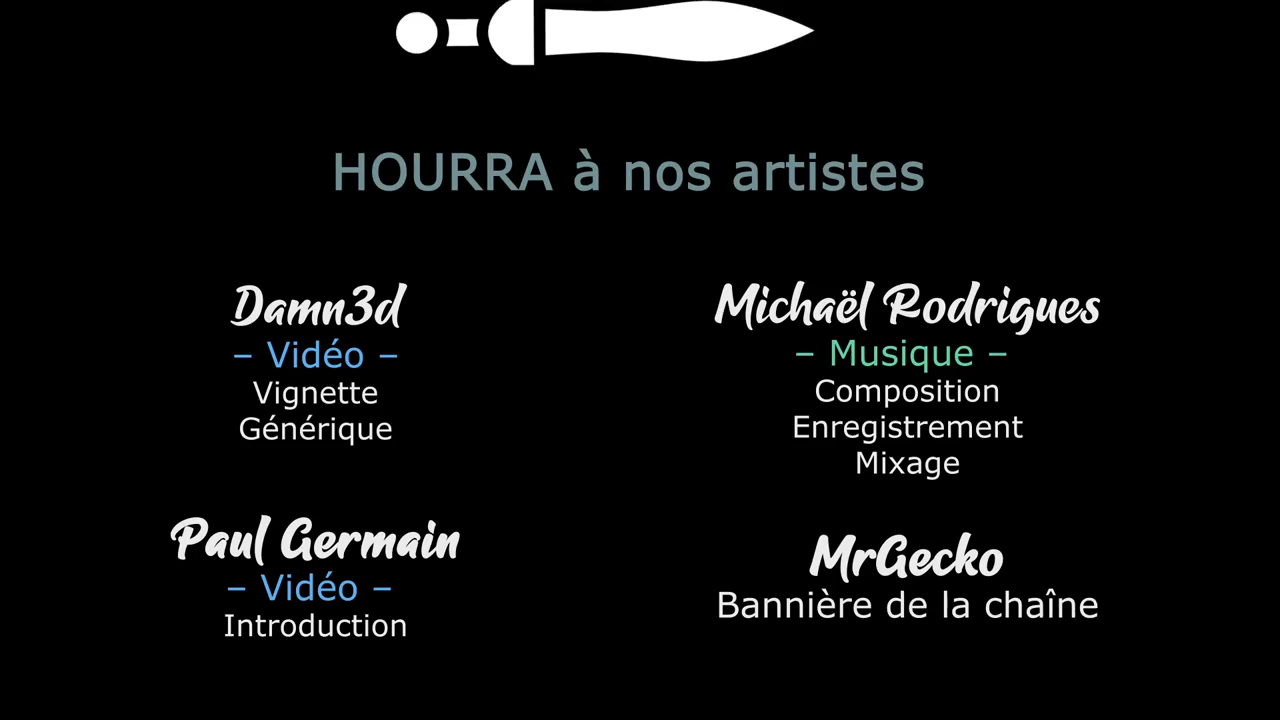 HOURRA à nos artistes
Damn3d
– Vidéo –
Vignette
Générique
Michaël Rodrigues
– Musique –
Composition
Enregistrement
Mixage
Paul Germain
– Vidéo –
Introduction
MrGecko
Bannière de la chaîne